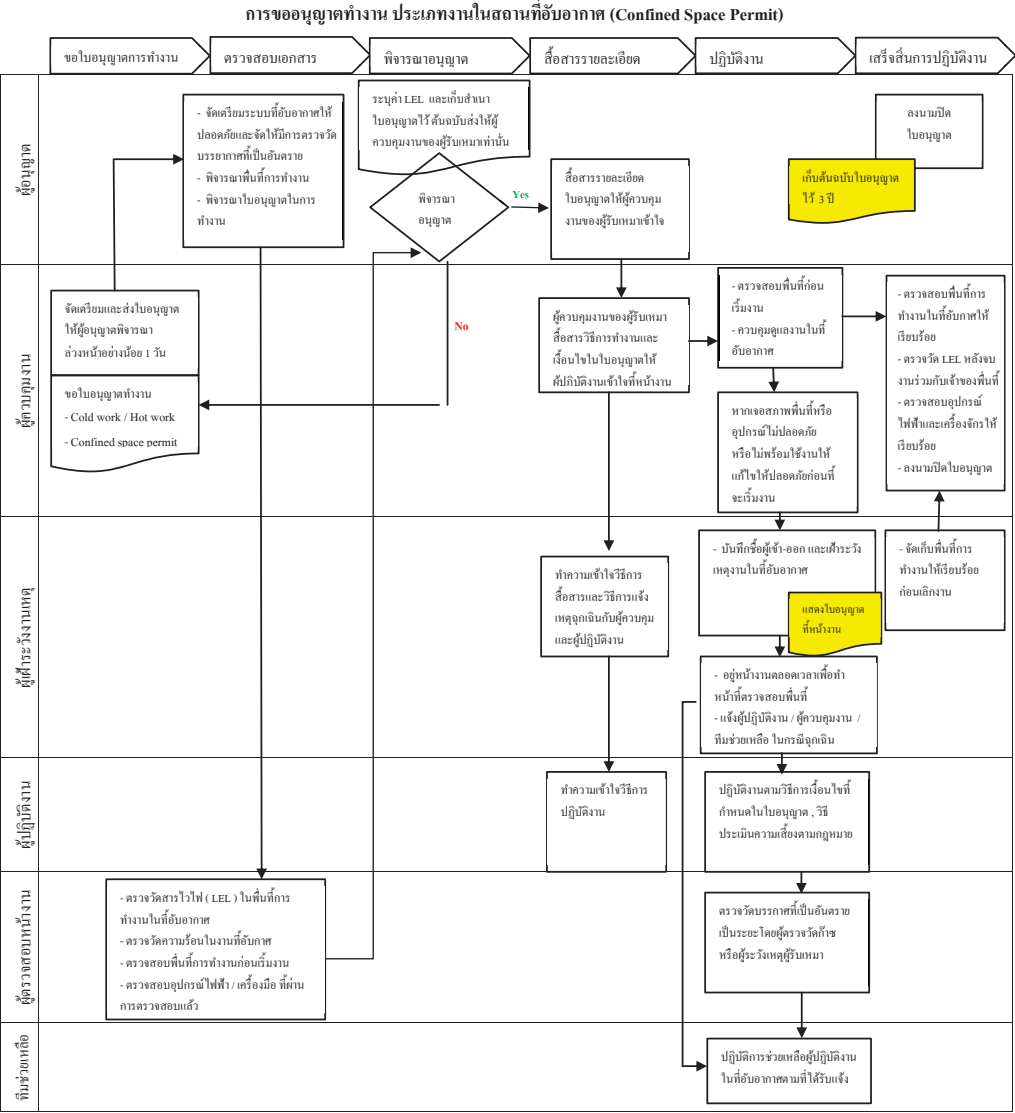 การขออนุญาตทำงาน ประเภทงานในสถานที่อับอากาศ (Confined Space Permit)
ขอใบอนุญาตการทำงาน
ตรวจสอบเอกสาร
พิจารณาอนุญาต
สื่อสารรายละเอียด
ปฏิบัติงาน
เสร็จสิ้นการปฏิบัติงาน
ผู้อนุญาต
- จัดเตรียมระบบที่อับอากาศให้
ปลอดภัยและจัดให้มีการตรวจวัด
บรรยากาศที่เป็นอันตราย
- พิจารณาพื้นที่การทำงาน
- พิจารณาใบอนุญาตในการ
ทำงาน
ระบุค่า LEL และเก็บสำเนา
ใบอนุญาตไว้ ต้นฉบับส่งให้ผู้
ควบคุมงานของผู้รับเหมาเท่านั้น
พิจารณา
อนุญาต
Yes
No
สื่อสารรายละเอียด
ใบอนุญาตให้ผู้ควบคุม
งานของผู้รับเหมาเข้าใจ
ลงนามปิด
ใบอนุญาต
เก็บต้นฉบับใบอนุญาต
ไว้ 3 ปี
ผู้ควบคุมงาน
จัดเตรียมและส่งใบอนุญาต
ให้ผู้อนุญาตพิจารณา
ล่วงหน้าอย่างน้อย 1 วัน
ขอใบอนุญาตทำงาน
- Cold work / Hot work
- Confined space permit
ผู้ควบคุมงานของผู้รับเหมา
สื่อสารวิธีการทำงานและ
เงื่อนไขในใบอนุญาตให้
ผู้ปฏิบัติงานเข้าใจที่หน้างาน
- ตรวจสอบพื้นที่ก่อน
เริ่มงาน
- ควบคุมดูแลงานในที่
อับอากาศ
หากเจอสภาพพื้นที่หรือ
อุปกรณ์ไม่ปลอดภัย
หรือไม่พร้อมใช้งานให้
แก้ไขให้ปลอดภัยก่อนที่
จะเริ่มงาน
- ตรวจสอบพื้นที่การ
ทำงานในที่อับอากาศให้
เรียบร้อย
- ตรวจวัด LEL หลังจบ
งานร่วมกับเจ้าของพื้นที่
- ตรวจสอบอุปกรณ์
ไฟฟ้าและเครื่องจักรให้
เรียบร้อย
- ลงนามปิดใบอนุญาต
ผู้เฝ้าระวังงานเหตุ
ทำความเข้าใจวิธีการ
สื่อสารและวิธีการแจ้ง
เหตุฉุกเฉินกับผู้ควบคุม
และผู้ปฏิบัติงาน
- บันทึกชื่อผู้เข้า-ออก และเฝ้าระวัง
เหตุงานในที่อับอากาศ
แสดงใบอนุญาต
ที่หน้างาน
- จัดเก็บพื้นที่การ
ทำงานให้เรียบร้อย
ก่อนเลิกงาน
- อยู่หน้างานตลอดเวลาเพื่อทำ
หน้าที่ตรวจสอบพื้นที่
- แจ้งผู้ปฏิบัติงาน / ผู้ควบคุมงาน /
ทีมช่วยเหลือ ในกรณีฉุกเฉิน
ผู้ปฏิบัติงาน
ทำความเข้าใจวิธีการ
ปฏิบัติงาน
ปฏิบัติงานตามวิธีการเงื่อนไขที่
กำหนดในใบอนุญาต , วิธี
ประเมินความเสี่ยงตามกฎหมาย
ผู้ตรวจสอบหน้างาน
- ตรวจวัดสารไวไฟ ( LEL ) ในพื้นที่การ
ทำงานในที่อับอากาศ
- ตรวจวัดความร้อนในงานที่อับกาศ
- ตรวจสอบพื้นที่การทำงานก่อนเริ่มงาน
- ตรวจสอบอุปกรณ์ไฟฟ้า / เครื่องมือ ที่ผ่าน
การตรวจสอบแล้ว
ตรวจวัดบรรกาศที่เป็นอันตราย
เป็นระยะโดยผู้ตรวจวัดก๊าซ
หรือผู้ระวังเหตุผู้รับเหมา
ทีมช่วยเหลือ
ปฏิบัติการช่วยเหลือผู้ปฏิบัติงาน
ในที่อับอากาศตามที่ได้รับแจ้ง